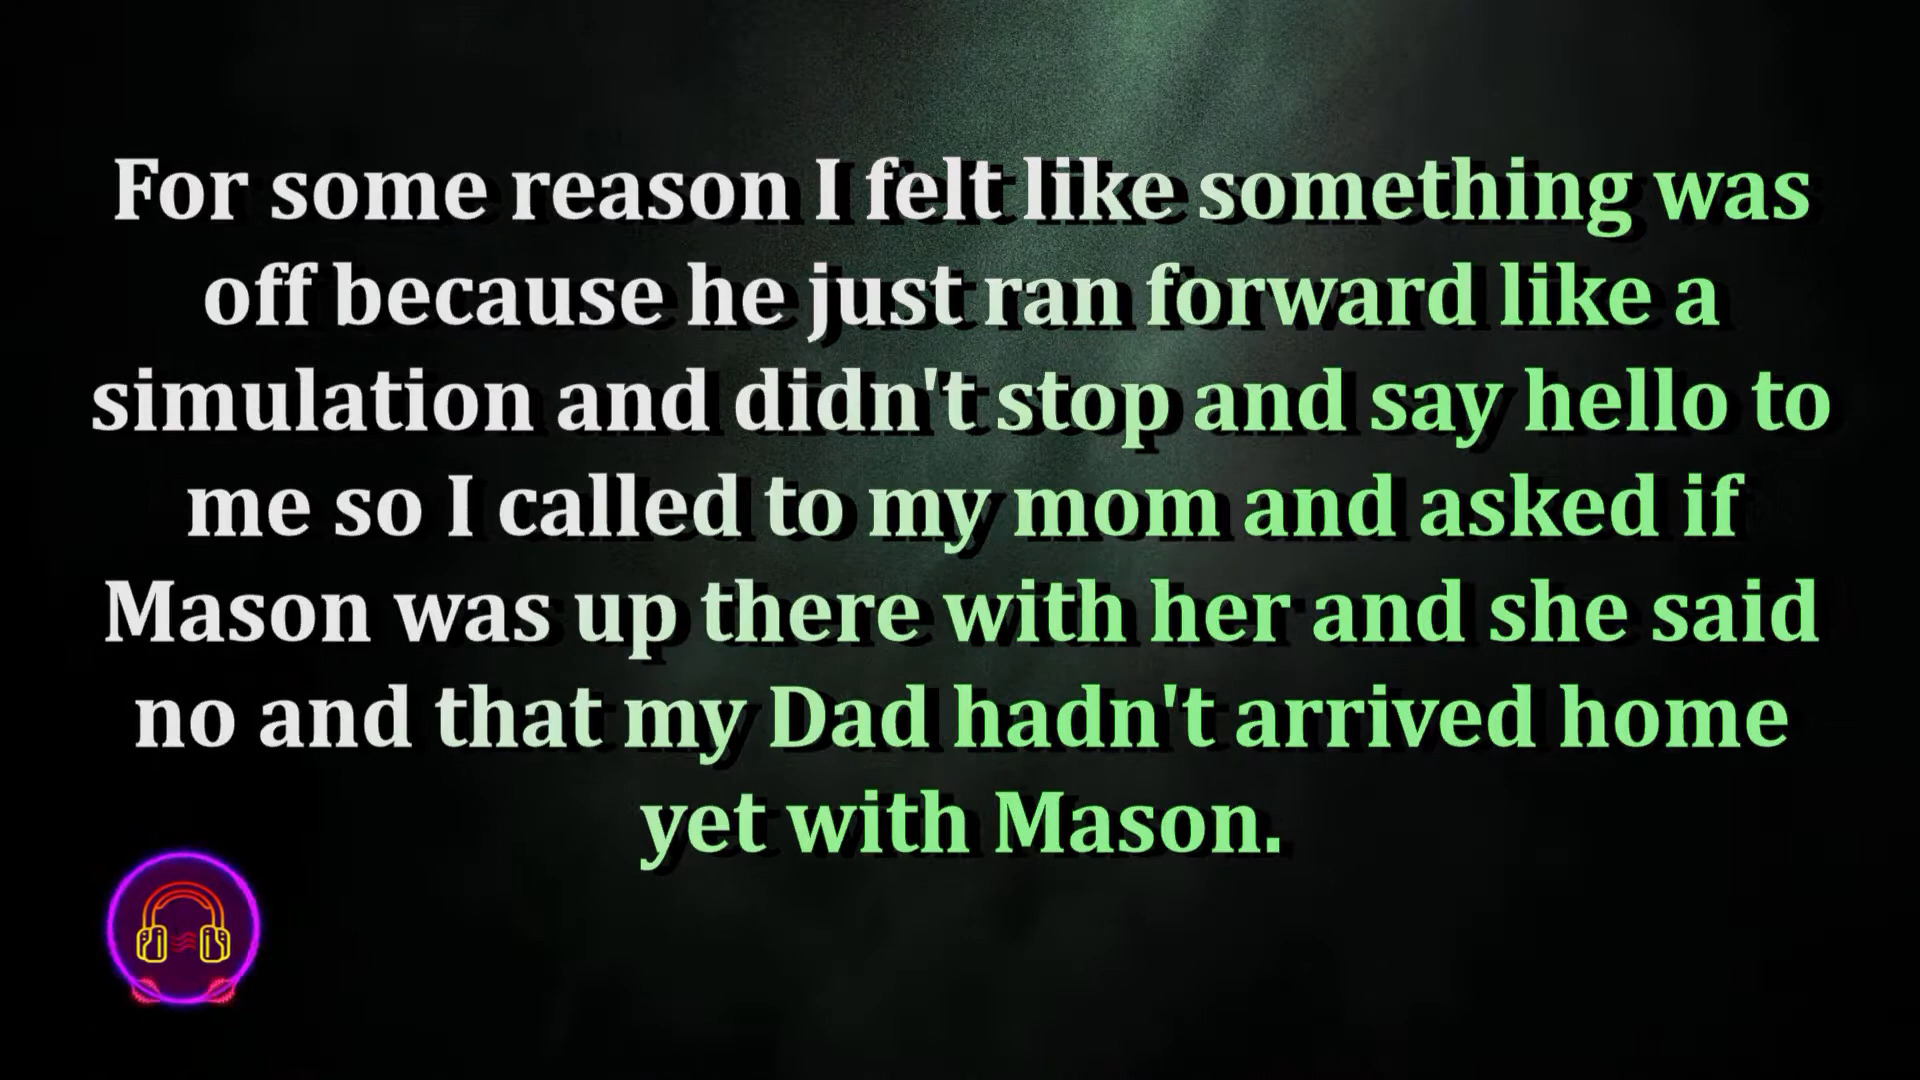 For some reason I felt like something was
off because he just ran forward like a
simulation and didn't stop and say hello to
me so I called to my mom and asked if
Mason was up there with her and she said
no and that my Dad hadn't arrived home
yet with Mason.